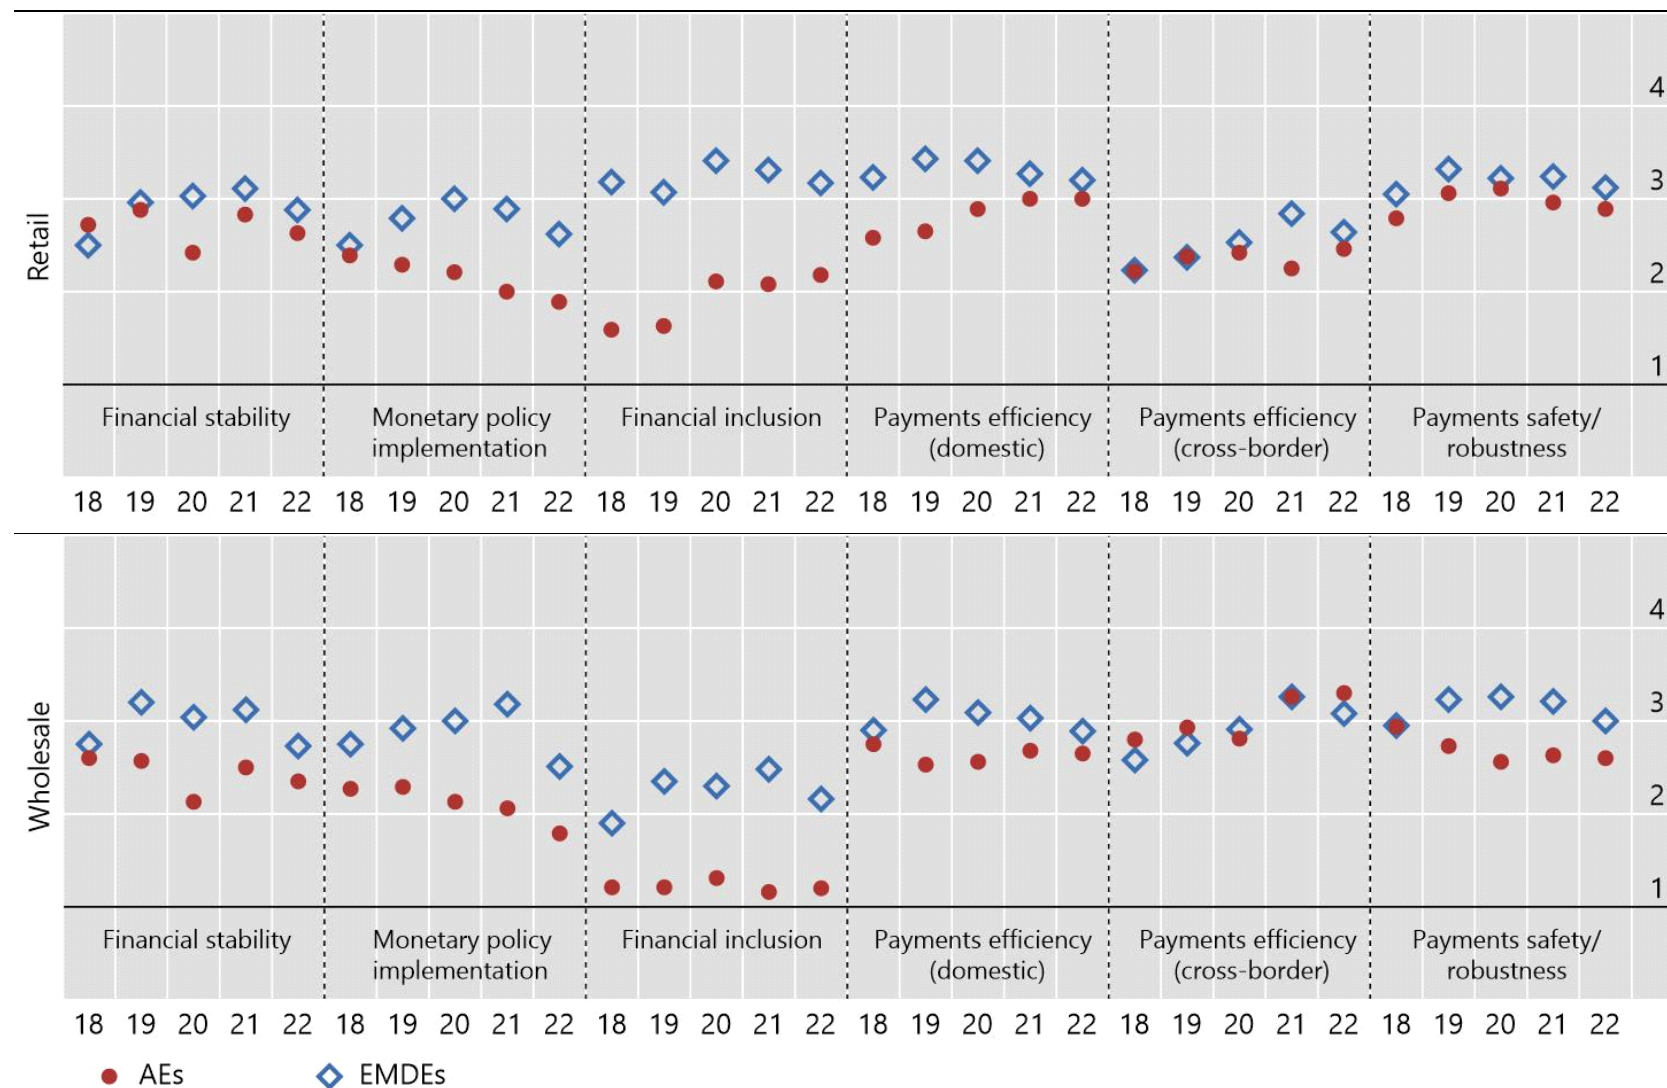 Retail
4
3
2
1
Financial stability
Monetary policy
implementation
Financial inclusion
Payments efficiency
(domestic)
Payments efficiency
(cross-border)
Payments safety/
robustness
18 19 20 21 22 18 19 20 21 22 18 19 20 21 22 18 19 20 21 22 18 19 20 21 22 18 19 20 21 22
Wholesale
4
3
2
1
Financial stability
Monetary policy
implementation
Financial inclusion
Payments efficiency
(domestic)
Payments efficiency
(cross-border)
Payments safety/
robustness
18 19 20 21 22 18 19 20 21 22 18 19 20 21 22 18 19 20 21 22 18 19 20 21 22 18 19 20 21 22
AEs EMDEs